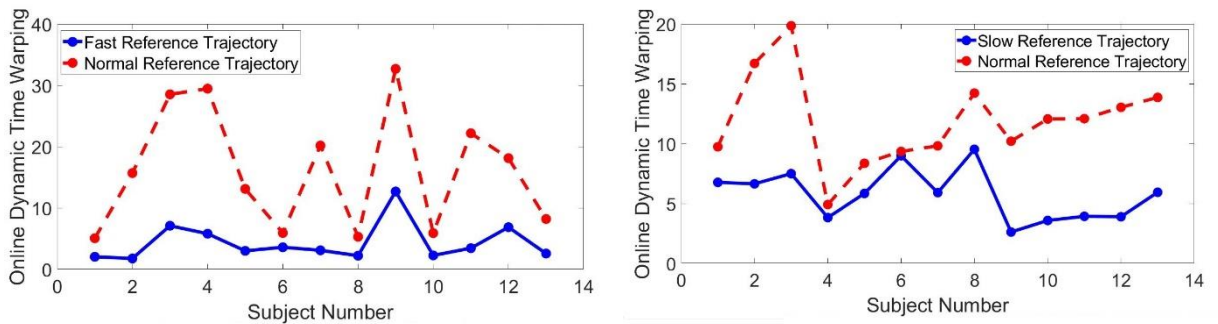 Online Dynamic Time Warping
40
30
20
10
0
Fast Reference Trajectory
Normal Reference Trajectory
0 2 4 6 8 10 12 14
Subject Number
Online Dynamic Time Warping
20
15
10
5
0
Slow Reference Trajectory
Normal Reference Trajectory
0 2 4 6 8 10 12 14
Subject Number